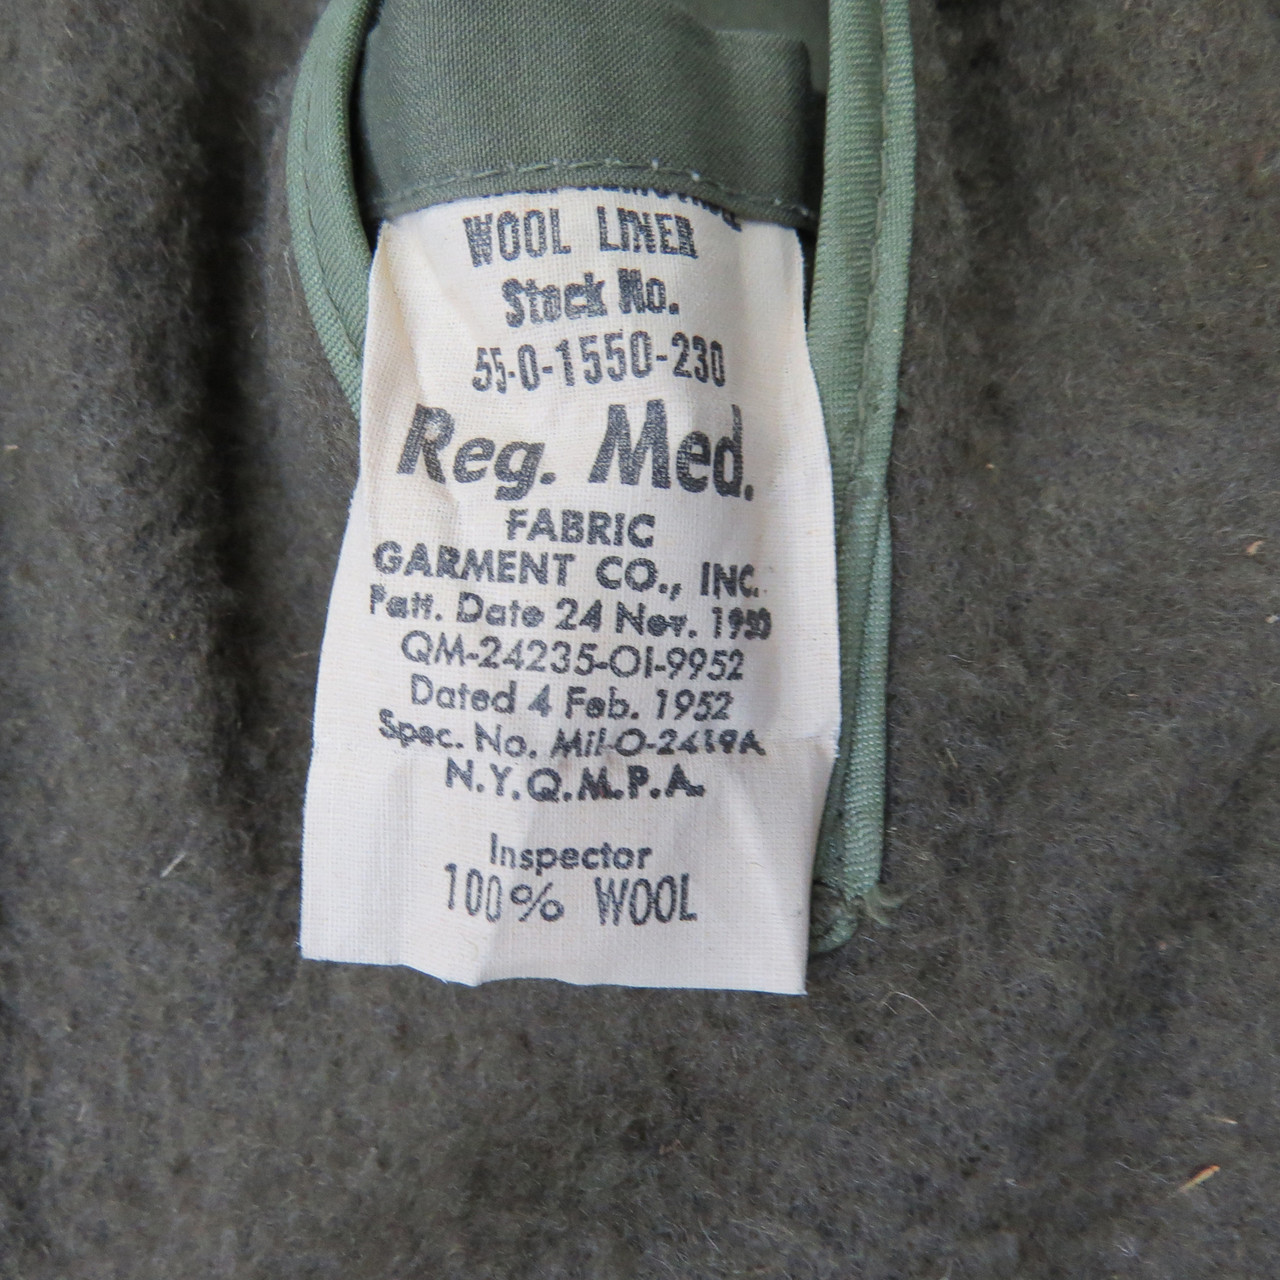 WOOL LINER
Stock No.
55-0-1550-230
Reg. Med.
FABRIC
GARMENT CO., INC.
Patt. Date 24 Nov. 1950
QM-24235-OI-9952
Dated 4 Feb. 1952
Spec. No. Mil-O-2419A
N.Y.Q.M.P.A.
Inspector
100% WOOL